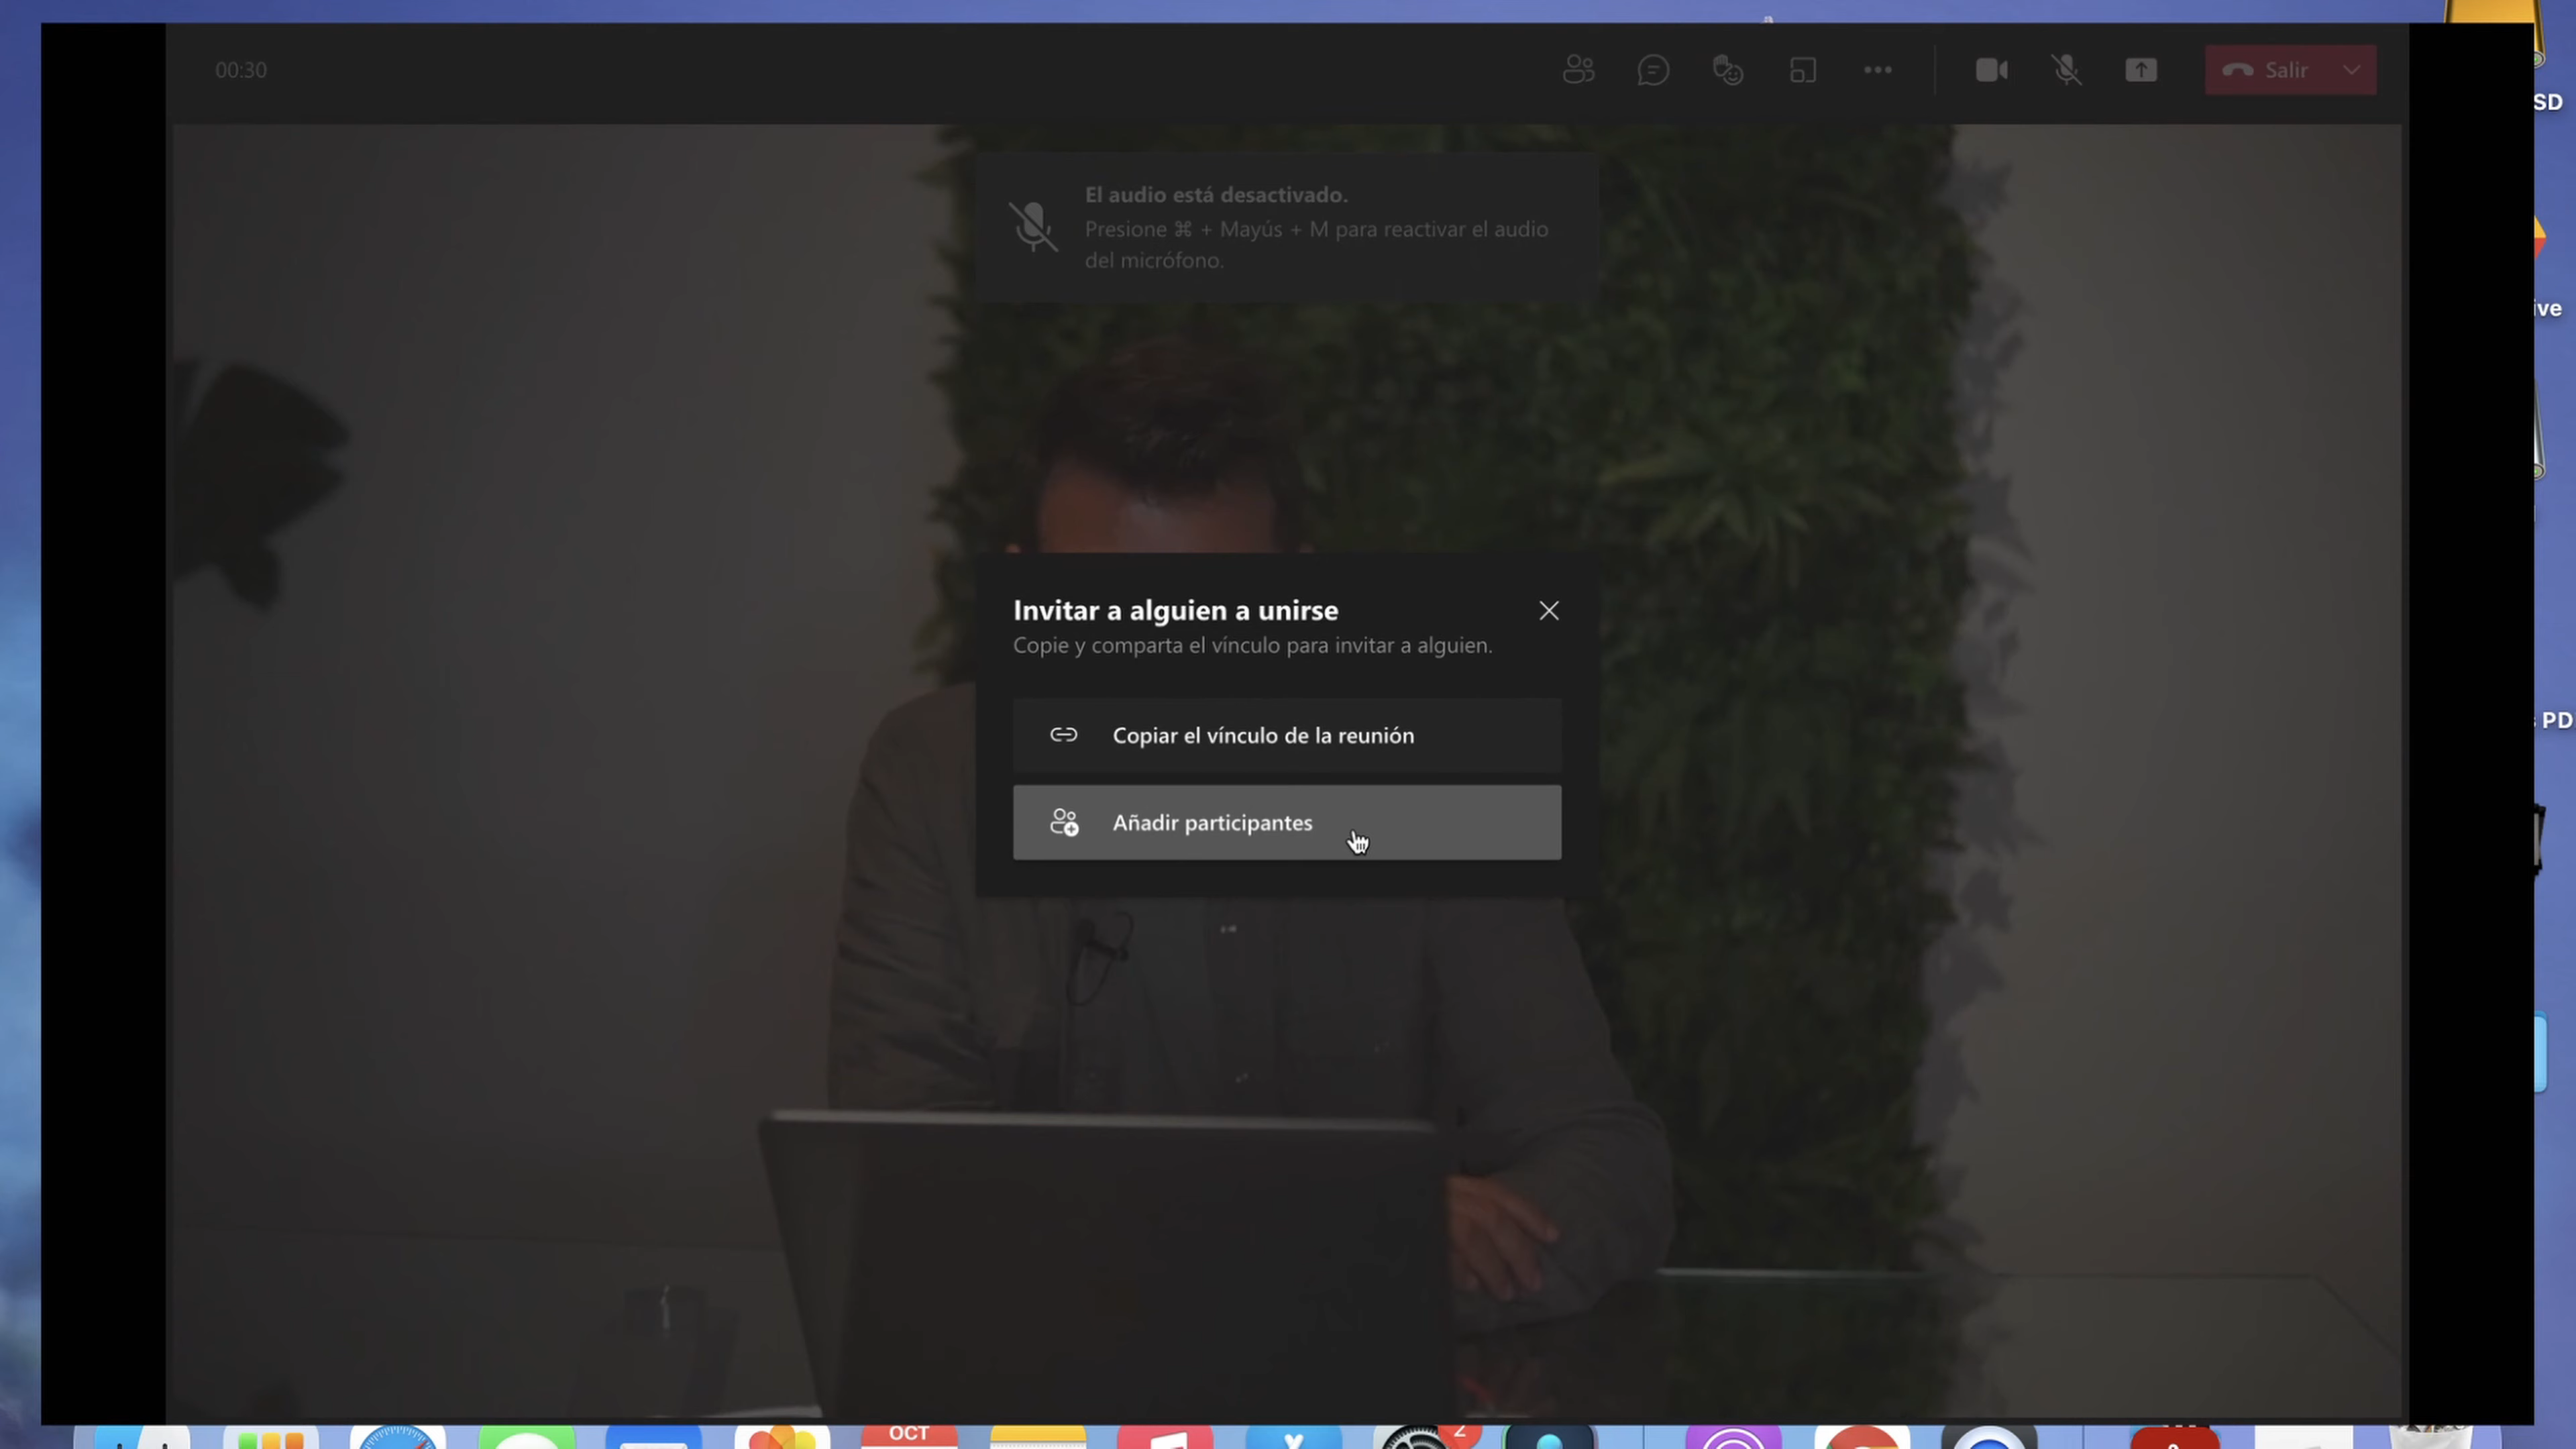 SD
00:30
Salir
El audio está desactivado.
Presione ⌘ + Mayús + M para reactivar el audio
del micrófono.
ive
Invitar a alguien a unirse
Copie y comparta el vínculo para invitar a alguien.
PD
Copiar el vínculo de la reunión
Añadir participantes
OCT
2